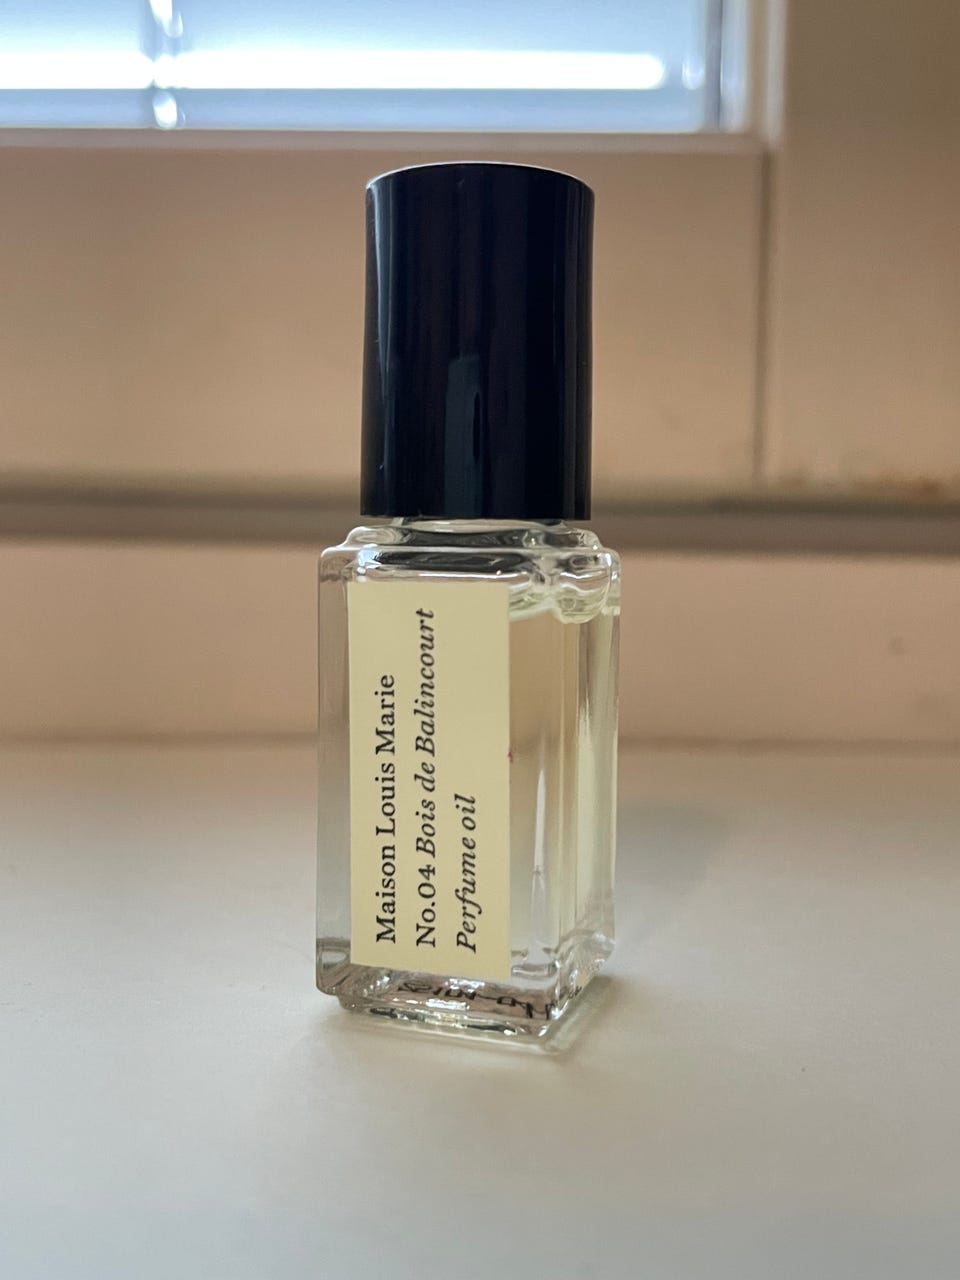 Maison Louis Marie
No.04 Bois de Balincourt
Perfume oil